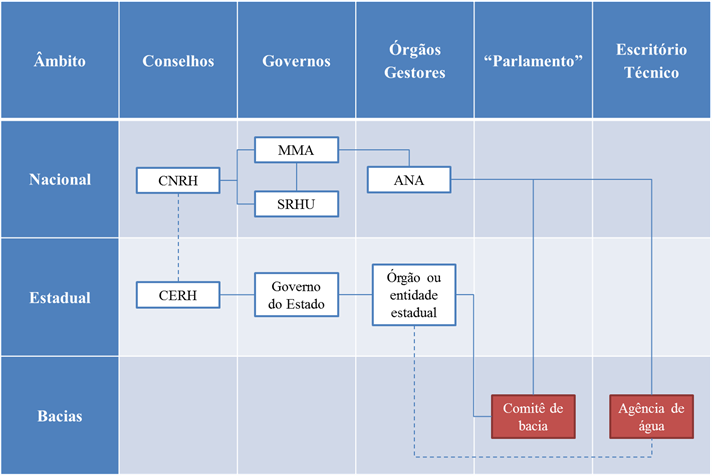 Âmbito
Conselhos
Governos
Órgãos
Gestores
“Parlamento”
Escritório
Técnico
Nacional
CNRH
MMA
SRHU
ANA
Estadual
CERH
Governo
do Estado
Órgão ou
entidade
estadual
Bacias
Comitê de
bacia
Agência de
água